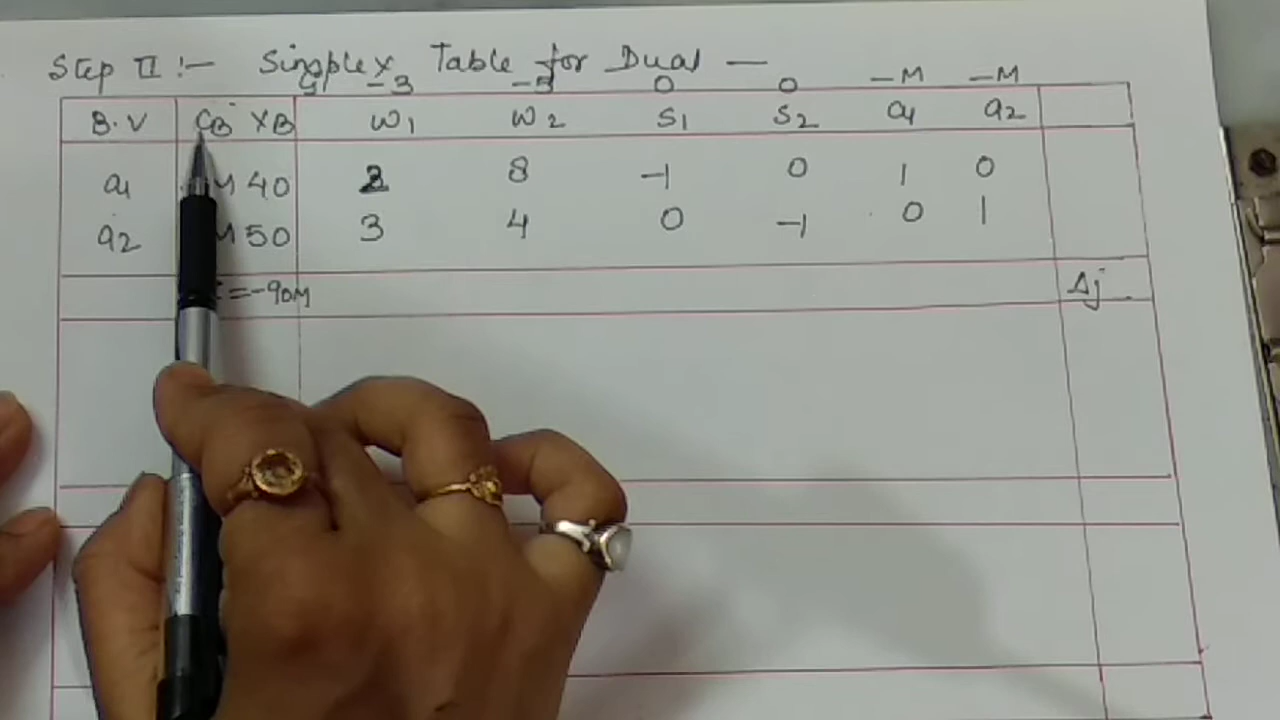 Step II :- Simplex Table for Dual —
-3 0 0 -M -M
B.V CB XB w1 w2 s1 s2 a1 a2
a1 M 40 2 8 -1 0 1 0
a2 M 50 3 4 0 -1 0 1
=-90M Δj